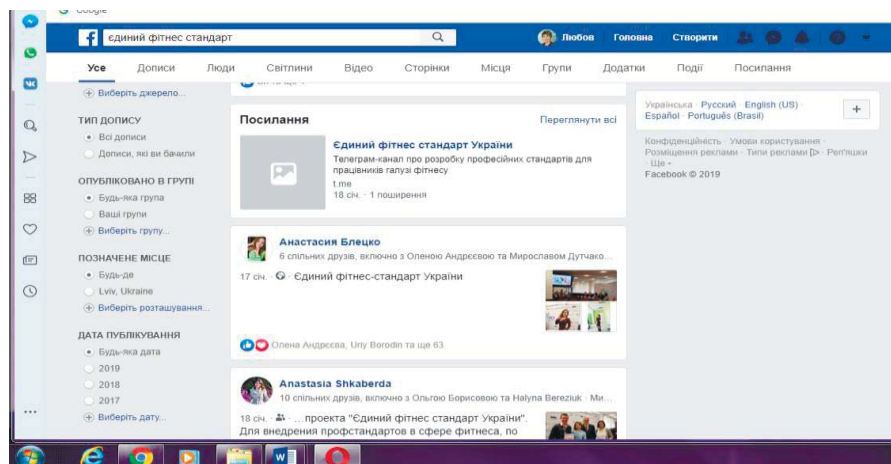 Google
єдиний фітнес стандарт
Любов Головна Створити
Усе Дописи Люди Світлини Відео Сторінки Місця Групи Додатки Події Посилання
Виберіть джерело...
ТИП ДОПИСУ
Всі дописи
Дописи, які ви бачили
ОПУБЛІКОВАНО В ГРУПІ
Будь-яка група
Ваші групи
Виберіть групу...
ПОЗНАЧЕНЕ МІСЦЕ
Будь-де
Lviv, Ukraine
Виберіть розташування...
ДАТА ПУБЛІКУВАННЯ
Будь-яка дата
2019
2018
2017
Виберіть дату...
Посилання Переглянути всі
Єдиний фітнес стандарт України
Телеграм-канал про розробку професійних стандартів для
працівників галузі фітнесу
t.me
18 січ. · 1 поширення
Анастасия Блецко
6 спільних друзів, включно з Оленою Андрєєвою та Мирославом Дутчако...
17 січ. · Єдиний фітнес-стандарт України
Олена Андрєєва, Uriy Borodin та ще 63
Anastasia Shkaberda
10 спільних друзів, включно з Ольгою Борисовою та Halyna Bereziuk · Ми...
18 січ. · ...проекта "Єдиний фітнес стандарт України".
Для внедрения профстандартов в сфере фитнеса, по
Українська · Русский · English (US) ·
Español · Português (Brasil)
Конфіденційність · Умови користування ·
Розміщення реклами · Типи реклами · Реп'яшки
· Ще
Facebook © 2019